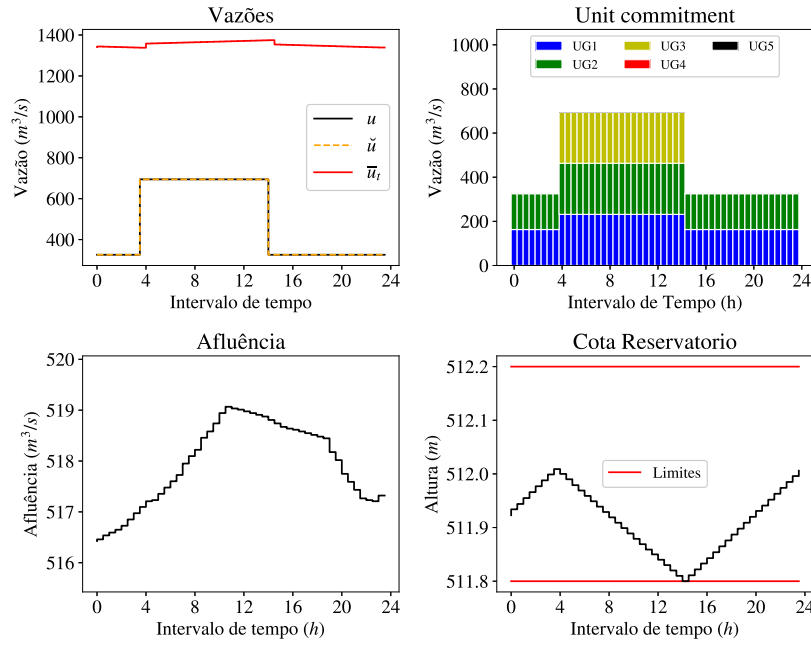 Vazões
1400
1200
1000
800
600
400
Vazão (m³/s)
u
ŭ
u̅ₜ
0 4 8 12 16 20 24
Intervalo de tempo
Unit commitment
1000
800
600
400
200
0
Vazão (m³/s)
UG1 UG3 UG5
UG2 UG4
0 4 8 12 16 20 24
Intervalo de Tempo (h)
Afluência
520
519
518
517
516
Afluência (m³/s)
0 4 8 12 16 20 24
Intervalo de tempo (h)
Cota Reservatorio
512.2
512.1
512.0
511.9
511.8
Altura (m)
Limites
0 4 8 12 16 20 24
Intervalo de tempo (h)